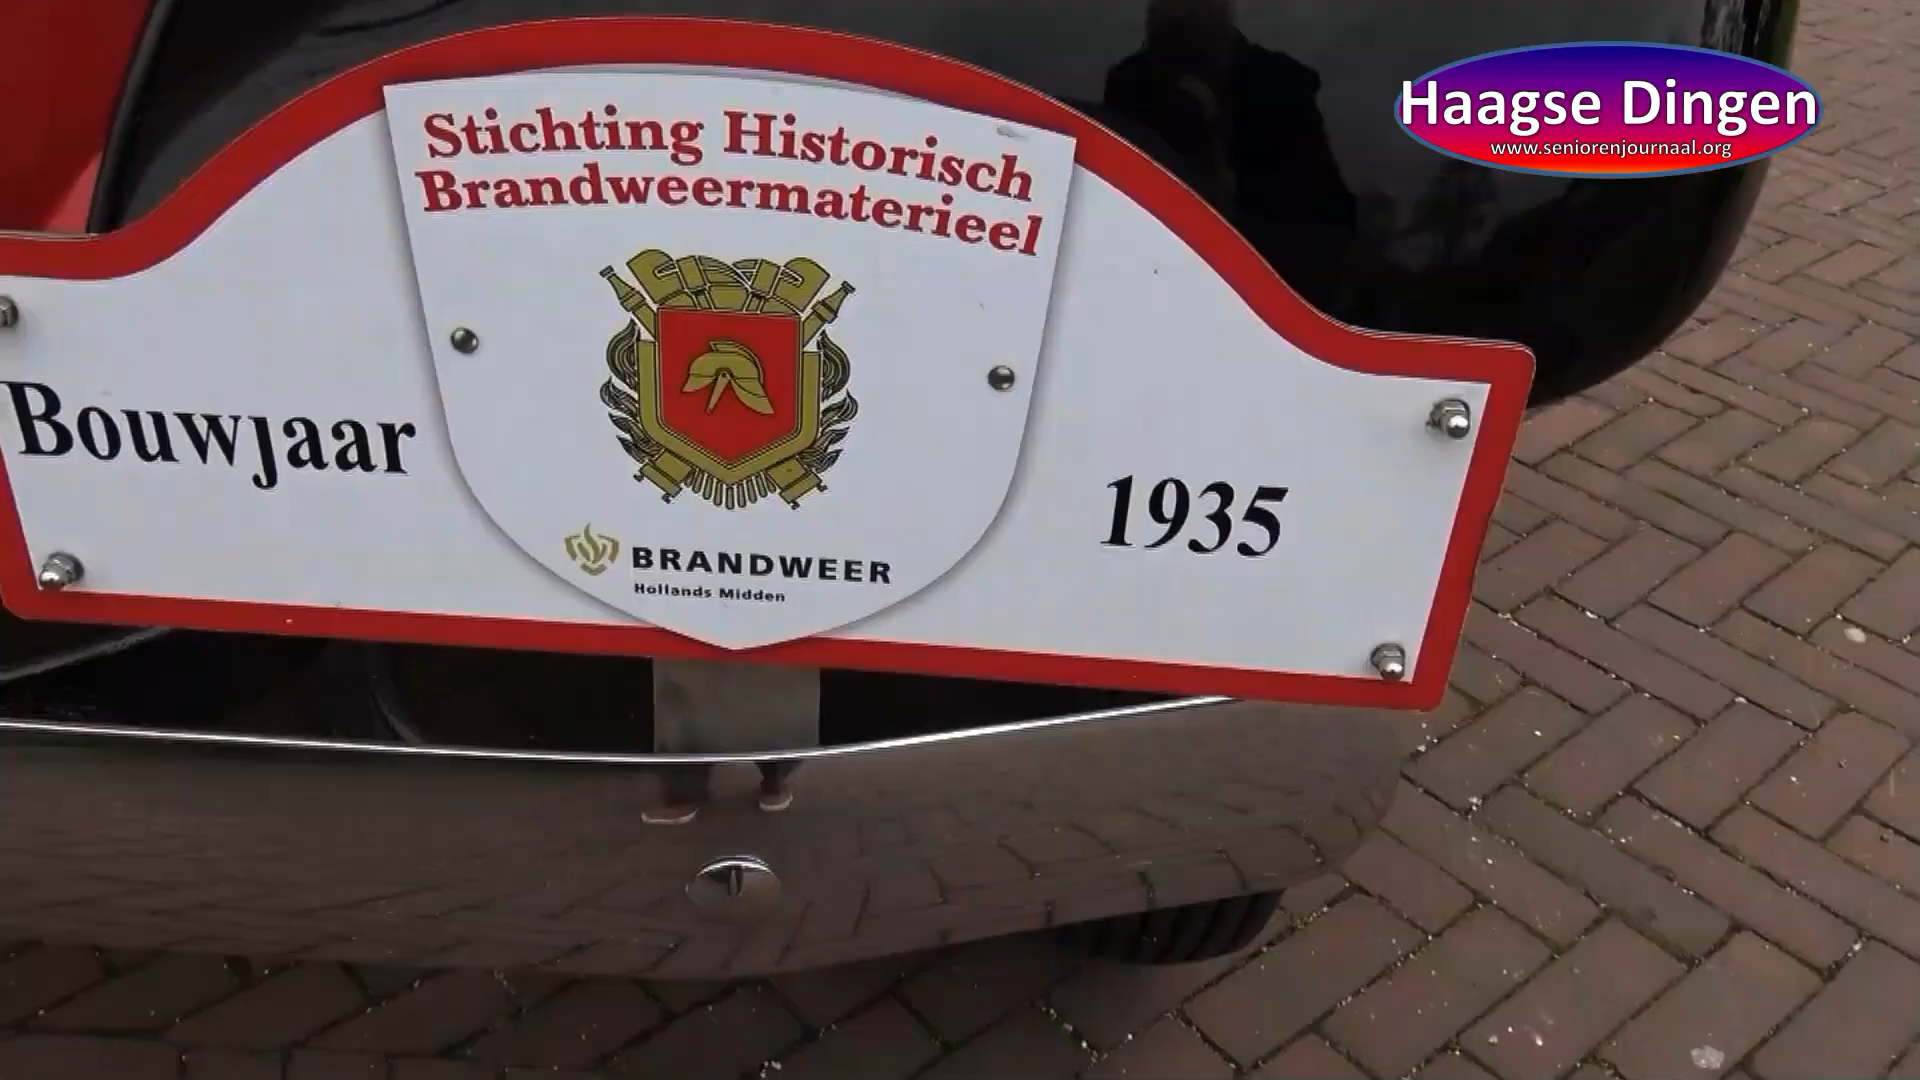 Haagse Dingen
www.seniorenjournaal.org
Stichting Historisch
Brandweermaterieel
Bouwjaar
1935
BRANDWEER
Hollands Midden